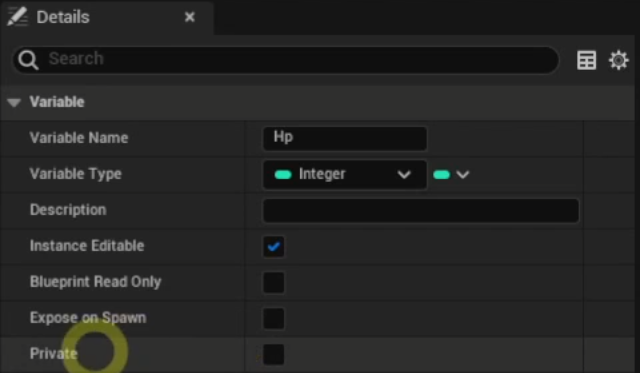 Details
Search
Variable
Variable Name Hp
Variable Type Integer
Description
Instance Editable
Blueprint Read Only
Expose on Spawn
Private